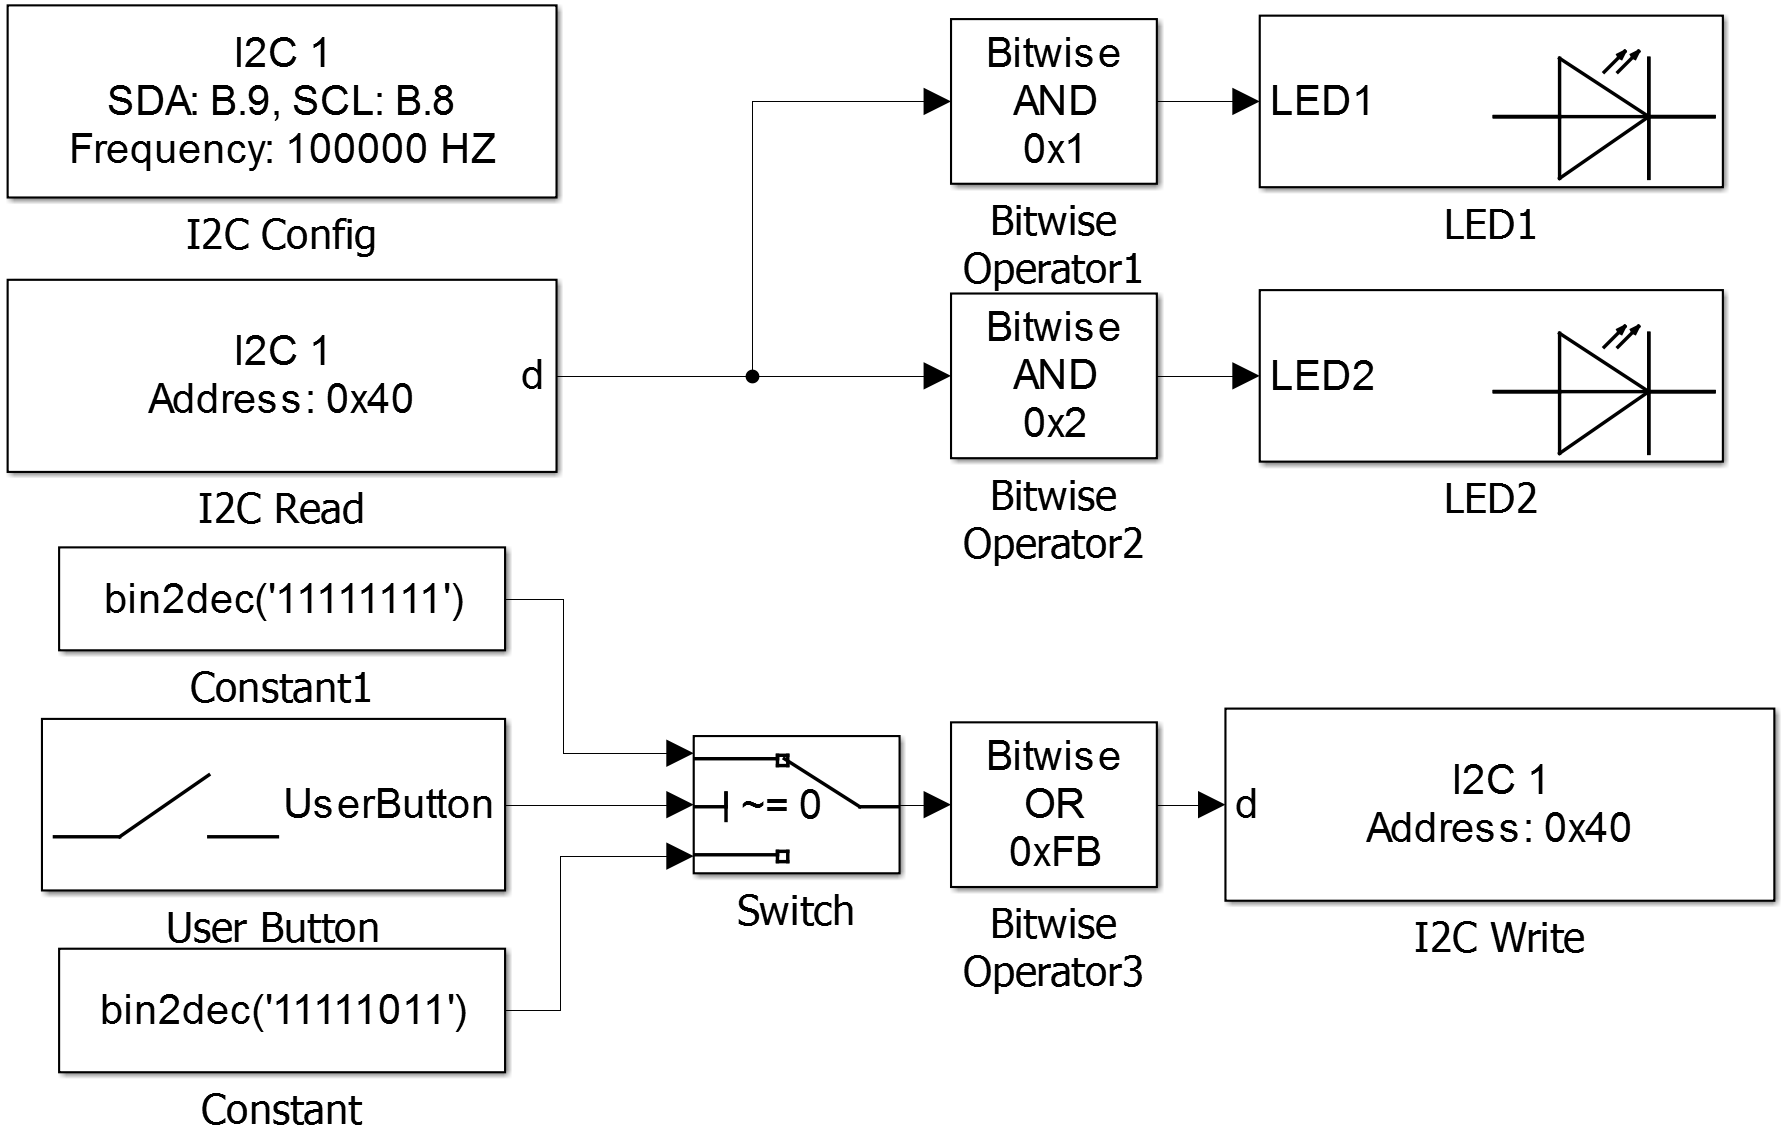 I2C 1
SDA: B.9, SCL: B.8
Frequency: 100000 HZ
I2C Config
Bitwise
AND
0x1
Bitwise
Operator1
LED1
LED1
I2C 1
Address: 0x40
d
I2C Read
Bitwise
AND
0x2
Bitwise
Operator2
LED2
LED2
bin2dec('11111111')
Constant1
UserButton
User Button
bin2dec('11111011')
Constant
~= 0
Switch
Bitwise
OR
0xFB
Bitwise
Operator3
d
I2C 1
Address: 0x40
I2C Write